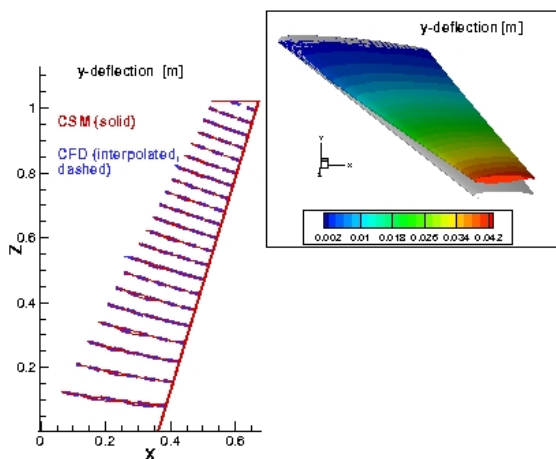 y-deflection [m]
CSM (solid)
CFD (interpolated,
dashed)
1
0.8
0.6
0.4
0.2
0
Z
0
0.2
0.4
0.6
X
y-deflection [m]
Y
X
Z
0.002 0.01 0.018 0.026 0.034 0.042